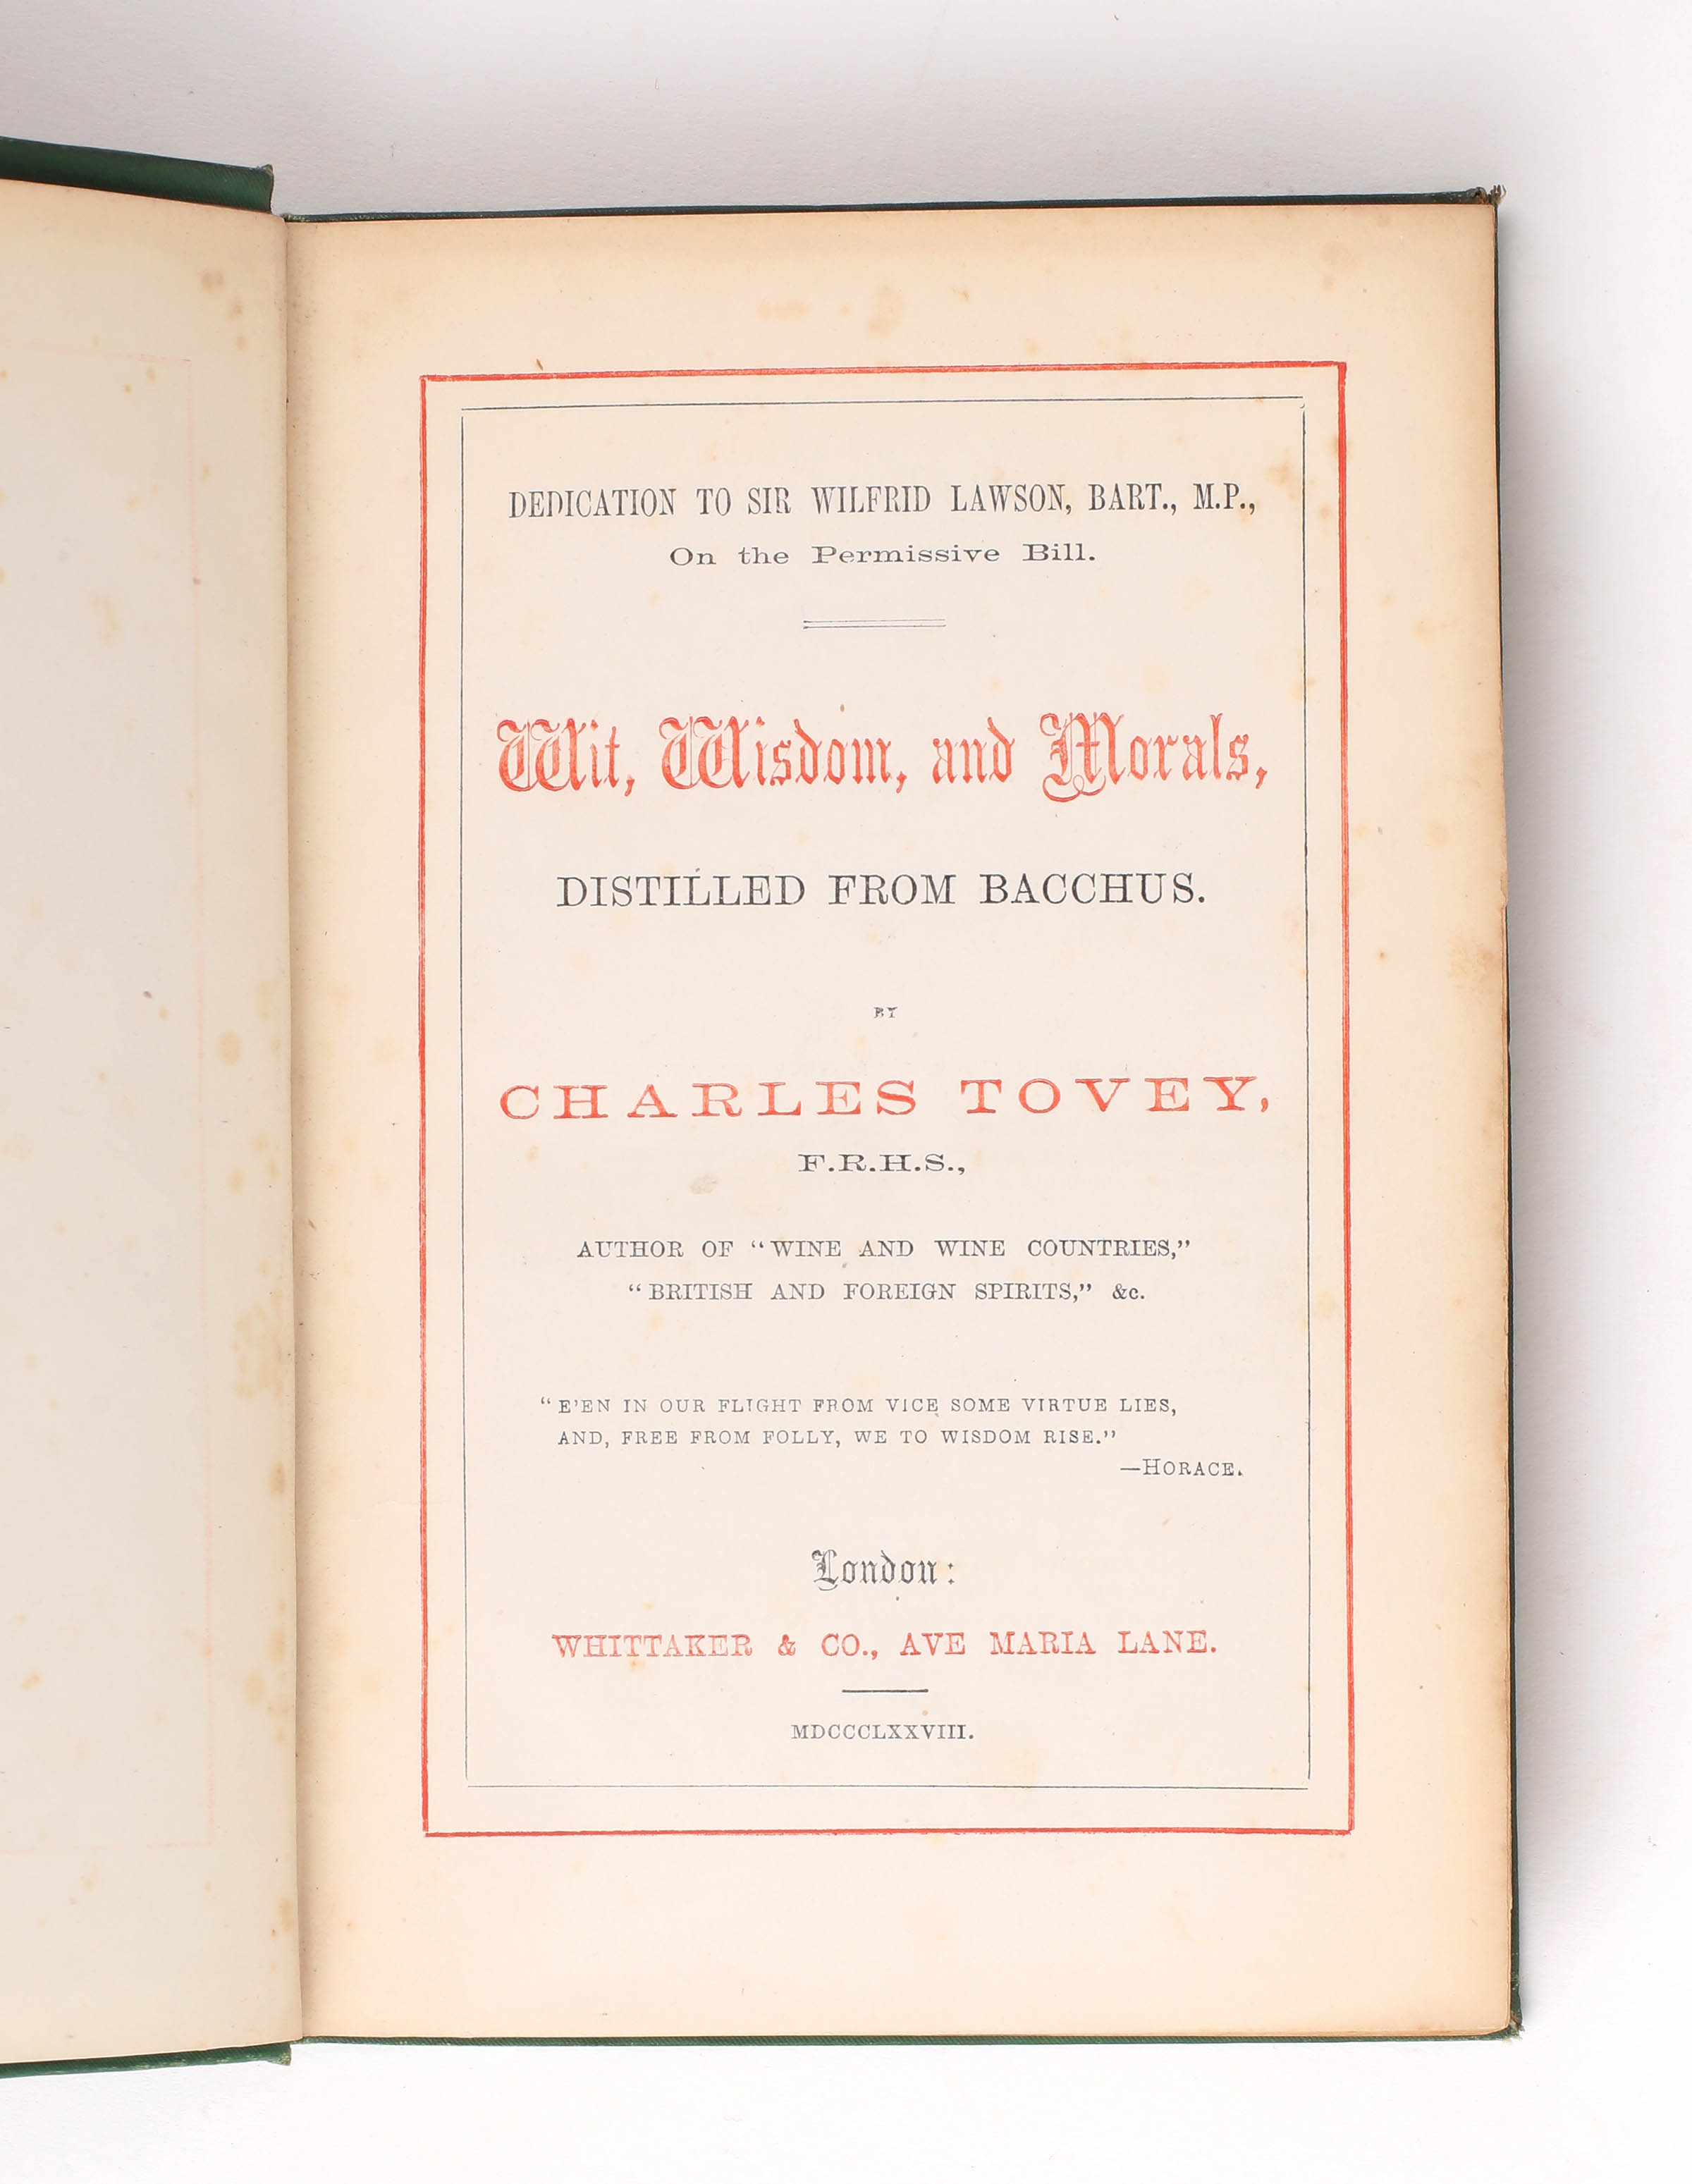 DEDICATION TO SIR WILFRID LAWSON, BART., M.P.,
On the Permissive Bill.
Wit, Wisdom, and Morals,
DISTILLED FROM BACCHUS.
BY
CHARLES TOVEY,
F.R.H.S.,
AUTHOR OF "WINE AND WINE COUNTRIES,"
"BRITISH AND FOREIGN SPIRITS," &c.
"E'EN IN OUR FLIGHT FROM VICE SOME VIRTUE LIES,
AND, FREE FROM FOLLY, WE TO WISDOM RISE."
—HORACE.
London:
WHITTAKER & CO., AVE MARIA LANE.
MDCCCLXXVIII.